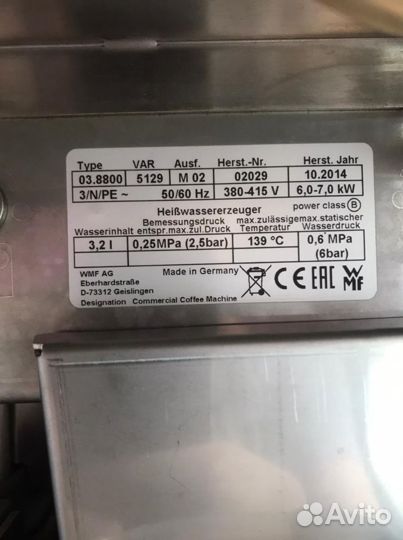 Type VAR Ausf. Herst.-Nr. Herst. Jahr
03.8800 5129 M 02 02029 10.2014
3/N/PE ~ 50/60 Hz 380-415 V 6,0-7,0 kW
Heißwassererzeuger power class B
Bemessungsdruck max.zulässige max.statischer
Wasserinhalt entspr.max.zul.Druck Temperatur Wasserdruck
3,2 l 0,25MPa (2,5bar) 139 °C 0,6 MPa
(6bar)
WMF AG Made in Germany
Eberhardstraße
D-73312 Geislingen
Designation Commercial Coffee Machine
CE EAC WMF
Avito